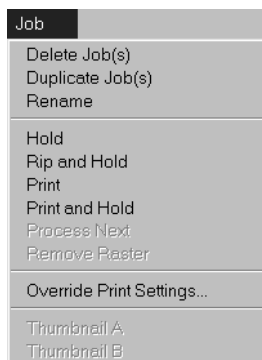 Job
Delete Job(s)
Duplicate Job(s)
Rename
Hold
Rip and Hold
Print
Print and Hold
Process Next
Remove Raster
Override Print Settings...
Thumbnail A
Thumbnail B